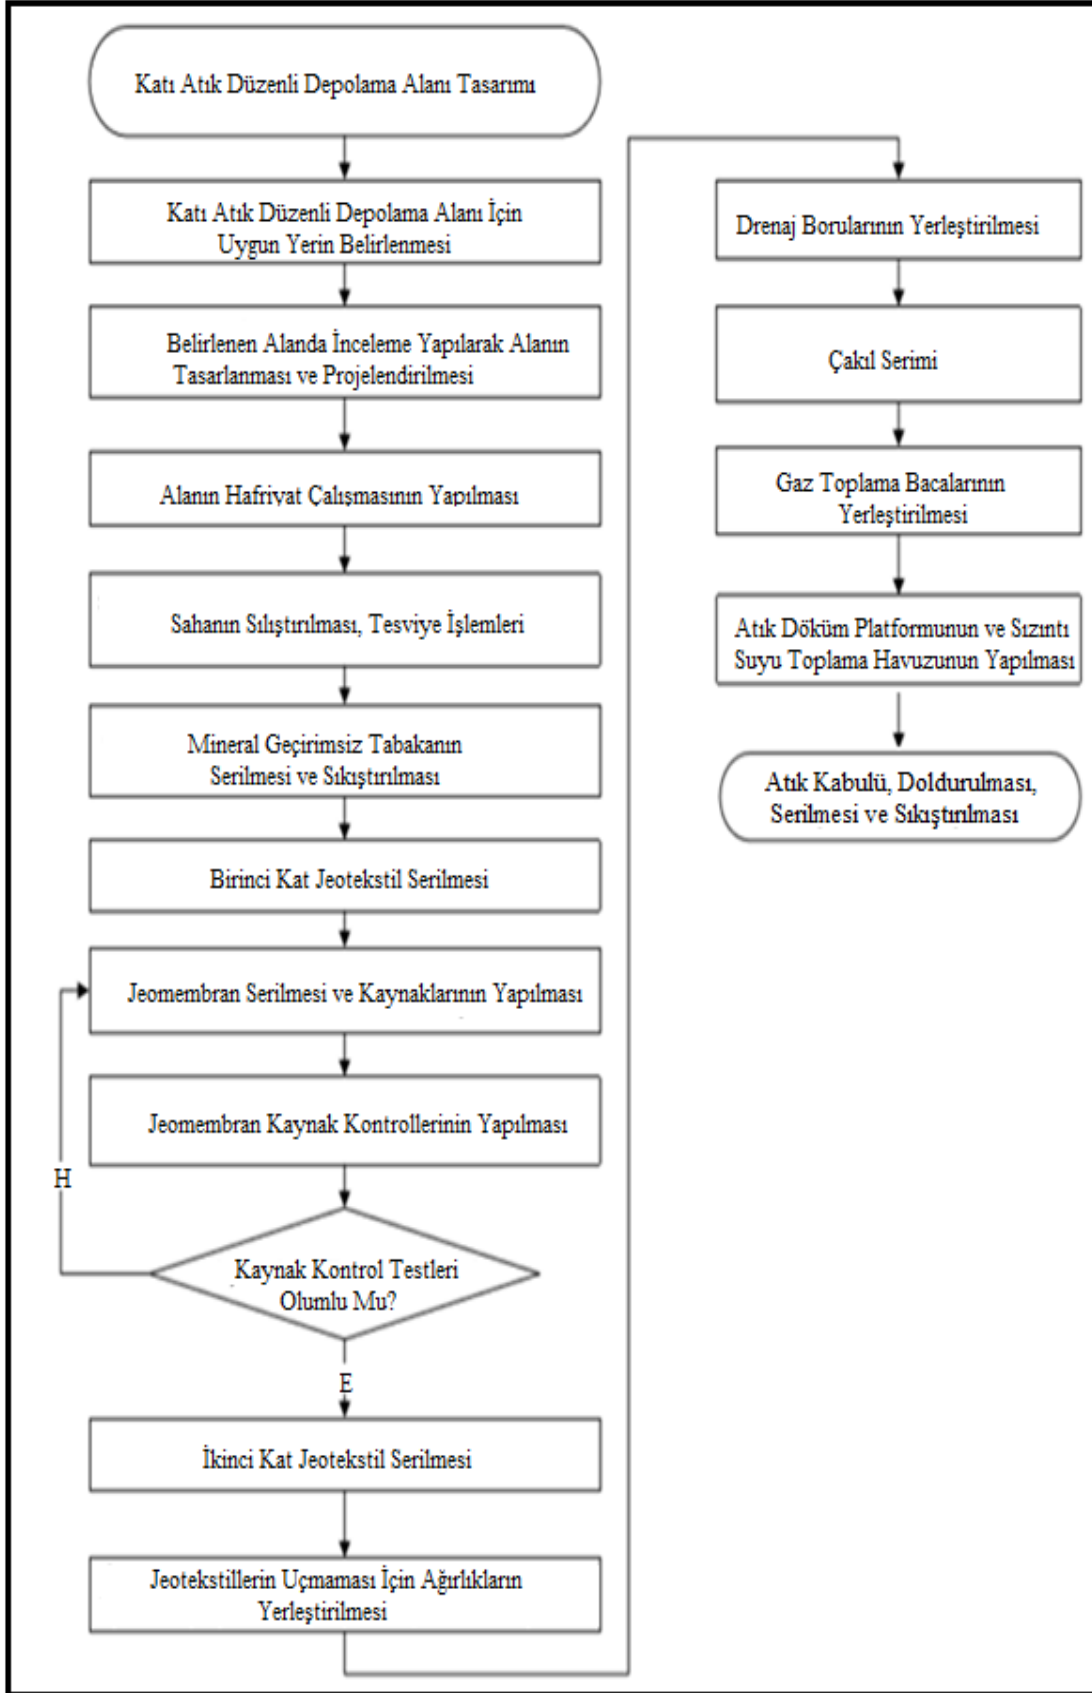 Katı Atık Düzenli Depolama Alanı Tasarımı
Katı Atık Düzenli Depolama Alanı İçin
Uygun Yerin Belirlenmesi
Belirlenen Alanda İnceleme Yapılarak Alanın
Tasarlanması ve Projelendirilmesi
Alanın Hafriyat Çalışmasının Yapılması
Sahanın Sılıştırılması, Tesviye İşlemleri
Mineral Geçirimsiz Tabakanın
Serilmesi ve Sıkıştırılması
Birinci Kat Jeotekstil Serilmesi
Jeomembran Serilmesi ve Kaynaklarının Yapılması
Jeomembran Kaynak Kontrollerinin Yapılması
H
Kaynak Kontrol Testleri
Olumlu Mu?
E
İkinci Kat Jeotekstil Serilmesi
Jeotekstillerin Uçmaması İçin Ağırlıkların
Yerleştirilmesi
Drenaj Borularının Yerleştirilmesi
Çakıl Serimi
Gaz Toplama Bacalarının
Yerleştirilmesi
Atık Döküm Platformunun ve Sızıntı
Suyu Toplama Havuzunun Yapılması
Atık Kabulü, Doldurulması,
Serilmesi ve Sıkıştırılması